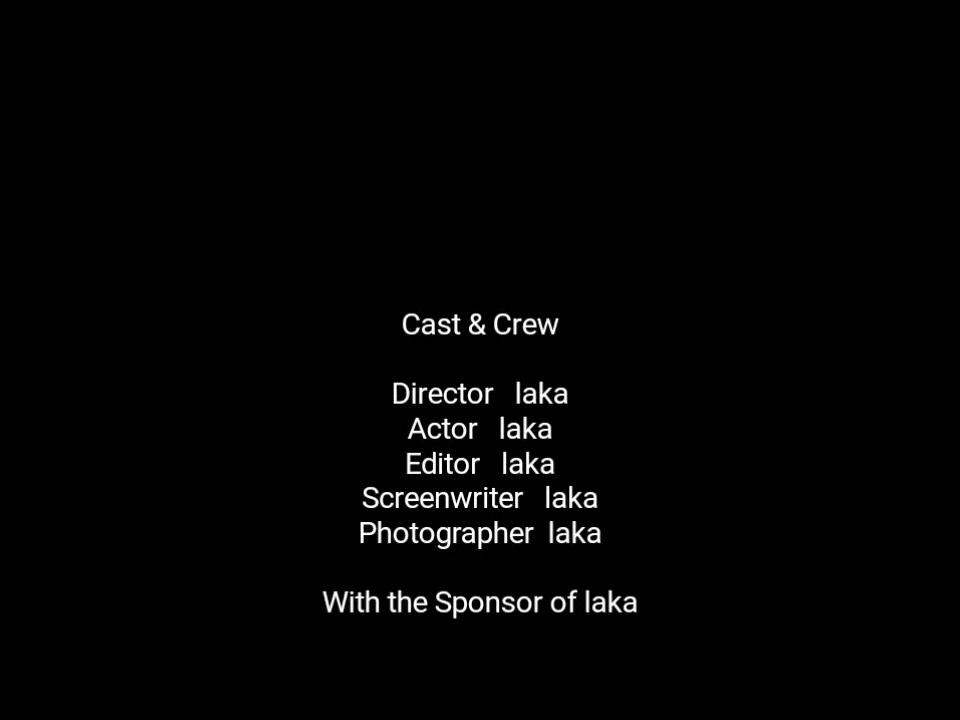 Cast & Crew
Director laka
Actor laka
Editor laka
Screenwriter laka
Photographer laka
With the Sponsor of laka